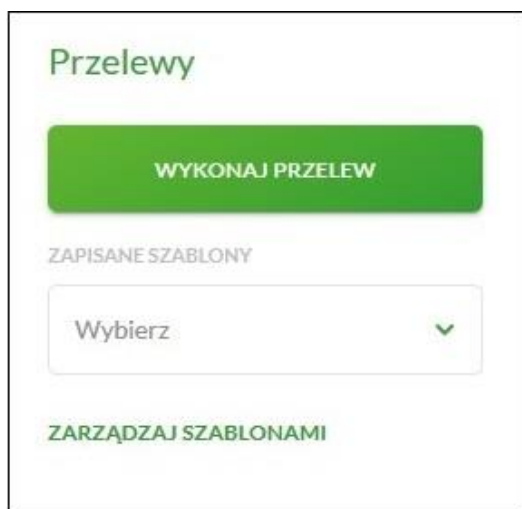 Przelewy
WYKONAJ PRZELEW
ZAPISANE SZABLONY
Wybierz
ZARZĄDZAJ SZABLONAMI